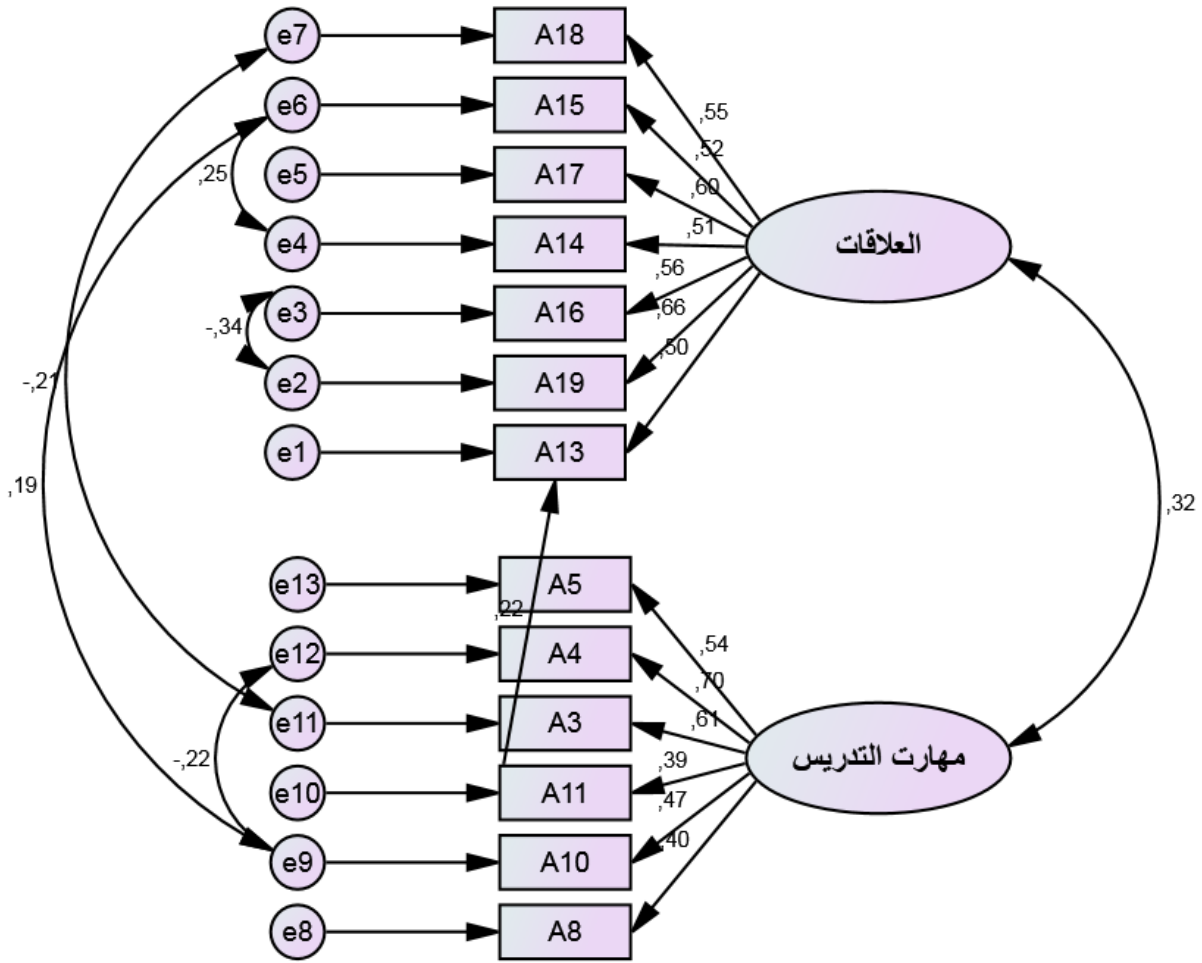 e7
A18
,55
e6
A15
,52
e5
A17
,60
,25
e4
A14
,51
العلاقات
e3
A16
,56
-,34
,66
e2
A19
,50
-,21
e1
A13
,19
,32
e13
A5
,22
,54
e12
A4
,70
e11
A3
,61
-,22
مهارت التدريس
e10
A11
,39
,47
e9
A10
,40
e8
A8